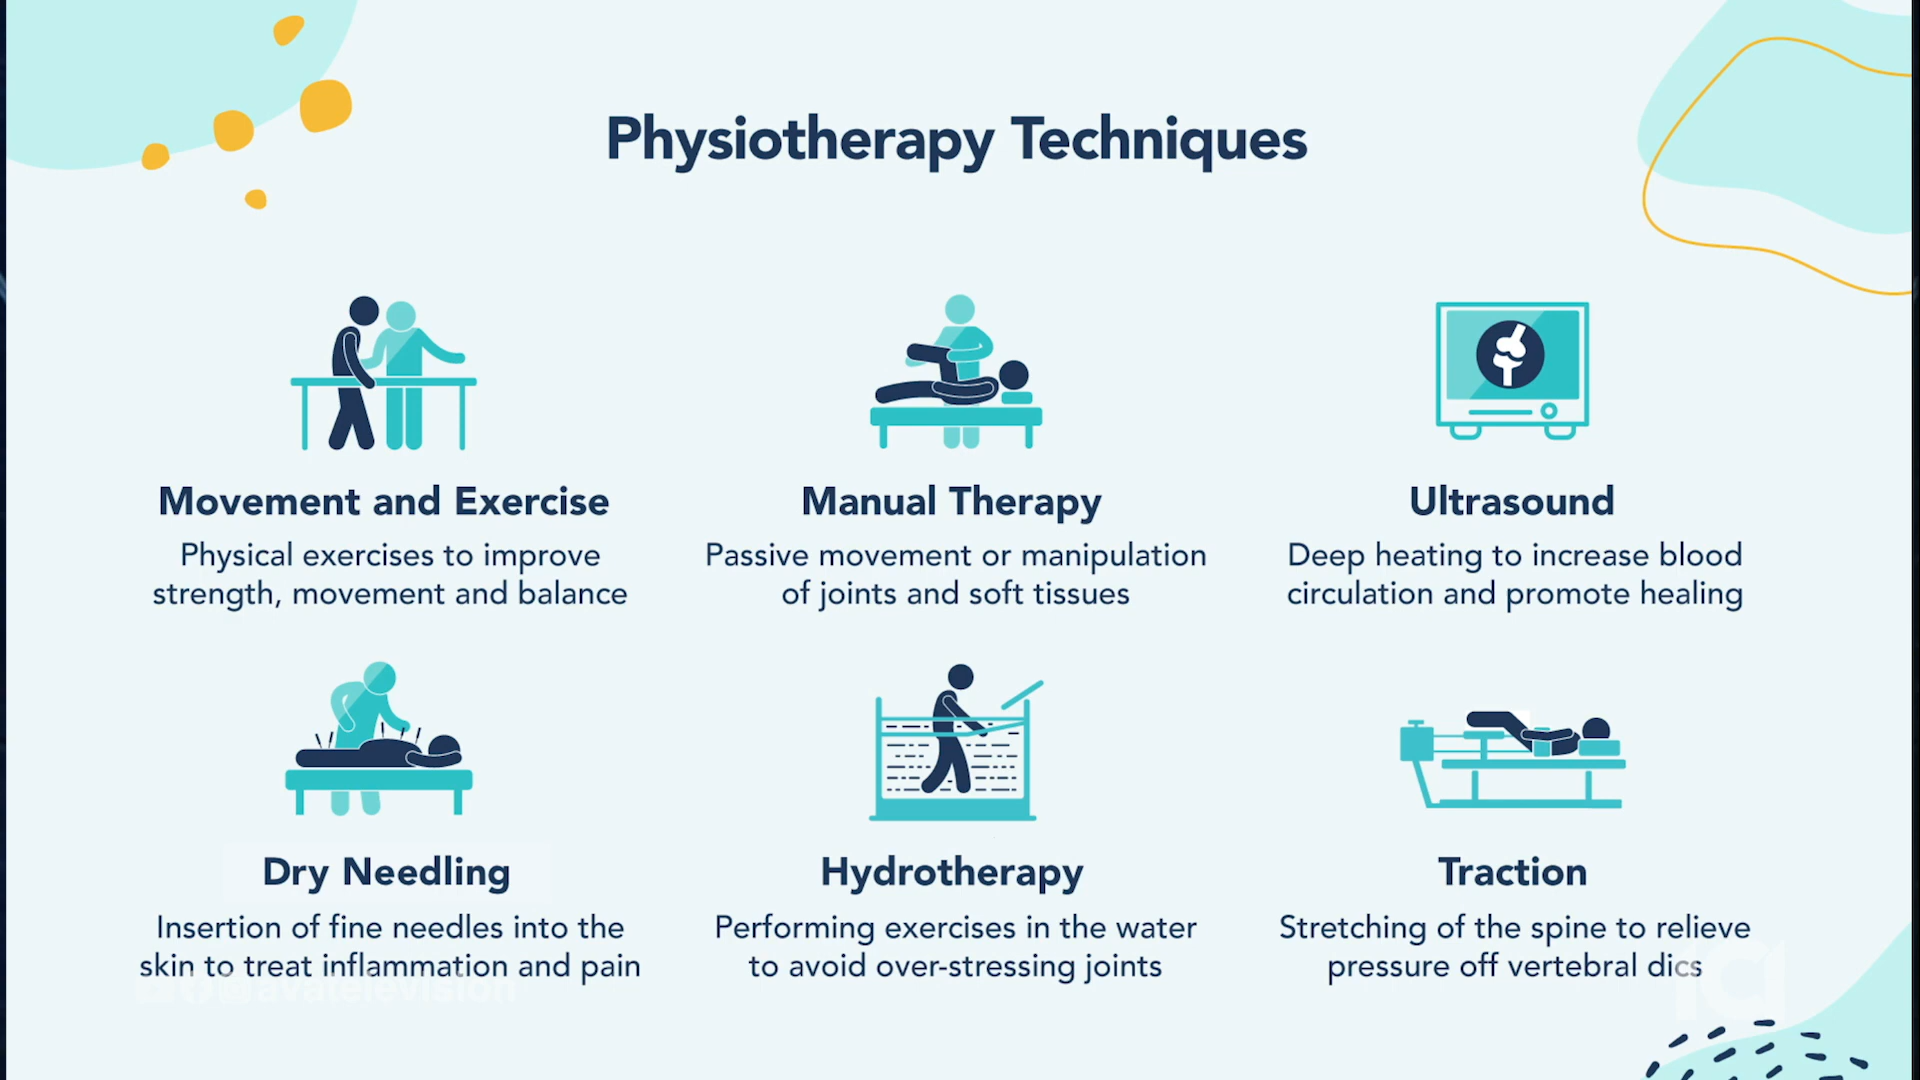 Physiotherapy Techniques
Movement and Exercise
Physical exercises to improve
strength, movement and balance
Manual Therapy
Passive movement or manipulation
of joints and soft tissues
Ultrasound
Deep heating to increase blood
circulation and promote healing
Dry Needling
Insertion of fine needles into the
skin to treat inflammation and pain
@avatelevision
Hydrotherapy
Performing exercises in the water
to avoid over-stressing joints
Traction
Stretching of the spine to relieve
pressure off vertebral dics